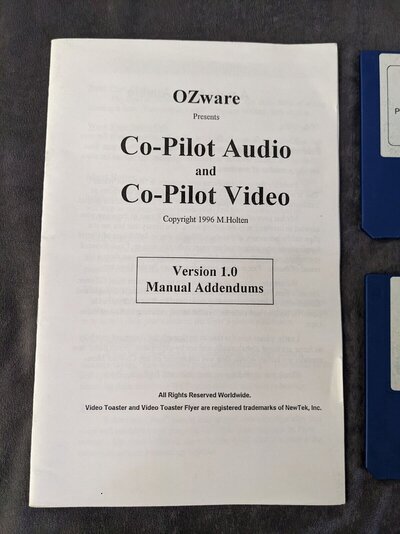 OZware
Presents
Co-Pilot Audio
and
Co-Pilot Video
Copyright 1996 M.Holten
Version 1.0
Manual Addendums
All Rights Reserved Worldwide.
Video Toaster and Video Toaster Flyer are registered trademarks of NewTek, Inc.
P